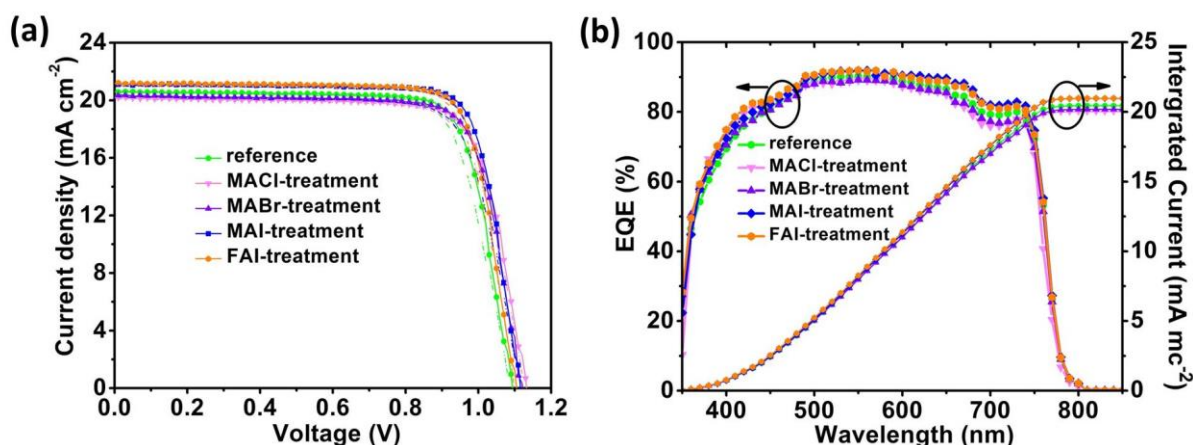 (a)
24
20
16
12
8
4
0
Current density (mA cm-2)
reference
MACl-treatment
MABr-treatment
MAI-treatment
FAI-treatment
0.0 0.2 0.4 0.6 0.8 1.0 1.2
Voltage (V)
(b)
100
80
60
40
20
0
EQE (%)
reference
MACl-treatment
MABr-treatment
MAI-treatment
FAI-treatment
25
20
15
10
5
0
Intergrated Current (mA mc-2)
400 500 600 700 800
Wavelength (nm)